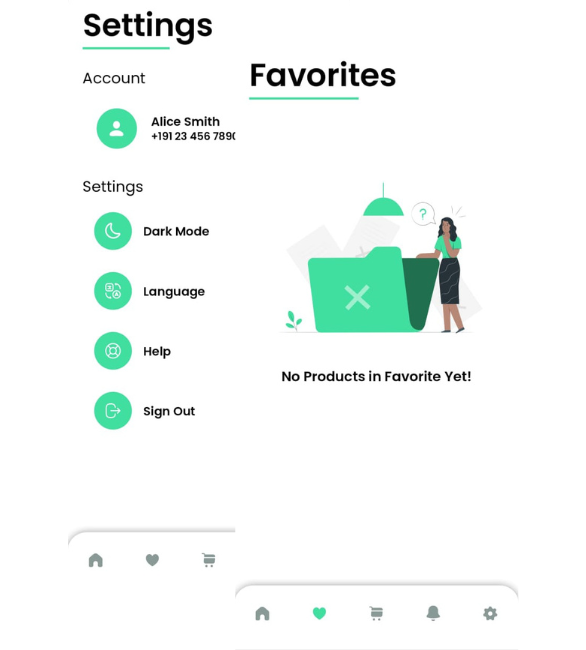 Settings
Account
Alice Smith
+191 23 456 789
Settings
Dark Mode
Language
Help
Sign Out
Favorites
?
No Products in Favorite Yet!